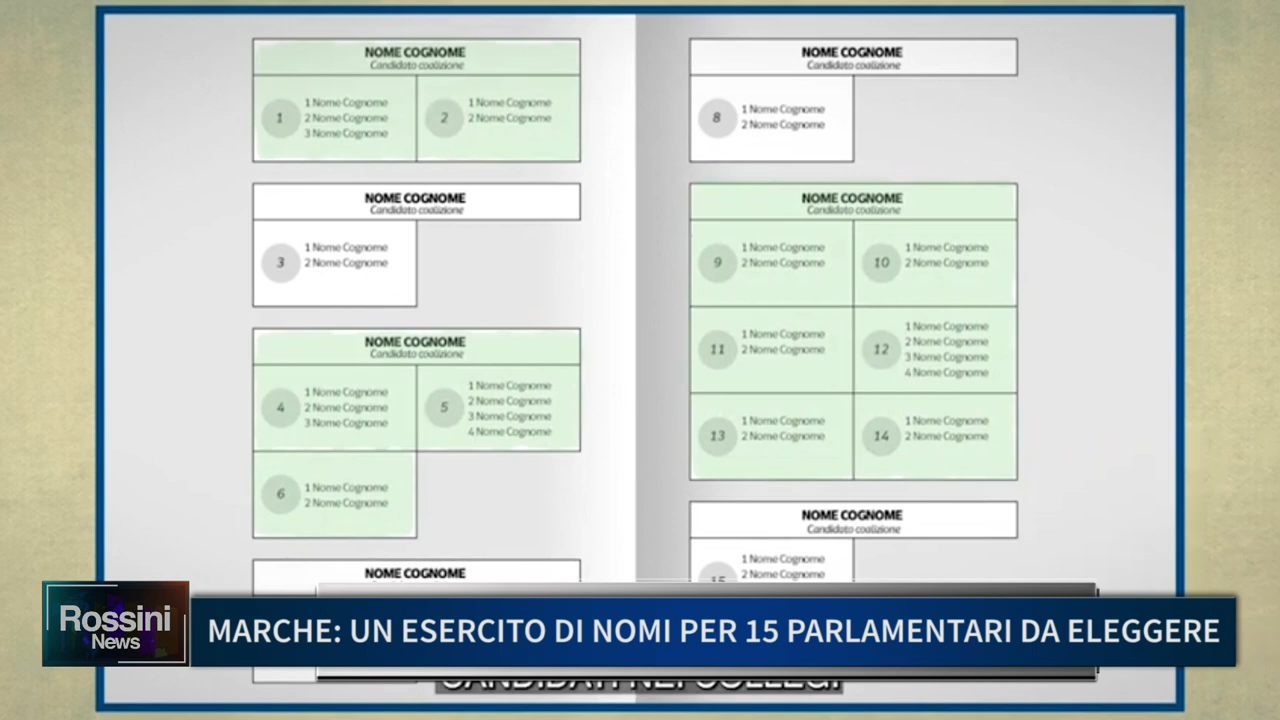 NOME COGNOME
Candidato coalizione
1
1 Nome Cognome
2 Nome Cognome
3 Nome Cognome
2
1 Nome Cognome
2 Nome Cognome
NOME COGNOME
Candidato coalizione
3
1 Nome Cognome
2 Nome Cognome
NOME COGNOME
Candidato coalizione
4
1 Nome Cognome
2 Nome Cognome
3 Nome Cognome
5
1 Nome Cognome
2 Nome Cognome
3 Nome Cognome
4 Nome Cognome
6
1 Nome Cognome
2 Nome Cognome
NOME COGNOME
NOME COGNOME
Candidato coalizione
8
1 Nome Cognome
2 Nome Cognome
NOME COGNOME
Candidato coalizione
9
1 Nome Cognome
2 Nome Cognome
10
1 Nome Cognome
2 Nome Cognome
11
1 Nome Cognome
2 Nome Cognome
12
1 Nome Cognome
2 Nome Cognome
3 Nome Cognome
4 Nome Cognome
13
1 Nome Cognome
2 Nome Cognome
14
1 Nome Cognome
2 Nome Cognome
NOME COGNOME
Candidato coalizione
15
1 Nome Cognome
2 Nome Cognome
Rossini
News
MARCHE: UN ESERCITO DI NOMI PER 15 PARLAMENTARI DA ELEGGERE
CANDIDATI NEI COLLEGI